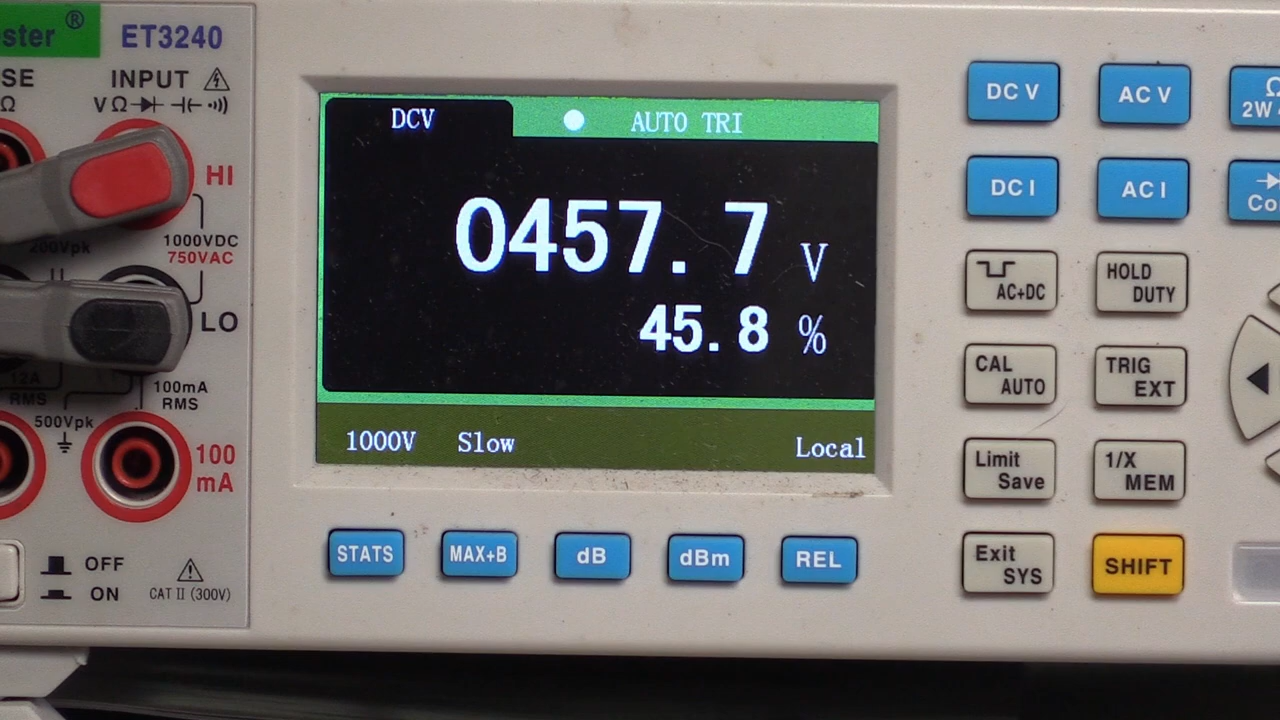 ster ®
ET3240
SE
Ω
INPUT
VΩ
HI
1000VDC
750VAC
200Vpk
LO
12A
RMS
100mA
RMS
500Vpk
100
mA
OFF
ON
CAT II (300V)
DCV
AUTO TRI
0457.7 V
45.8 %
1000V Slow Local
STATS
MAX+B
dB
dBm
REL
DC V
AC V
Ω
2W
DC I
AC I
Co
AC+DC
HOLD
DUTY
CAL
AUTO
TRIG
EXT
Limit
Save
1/X
MEM
Exit
SYS
SHIFT